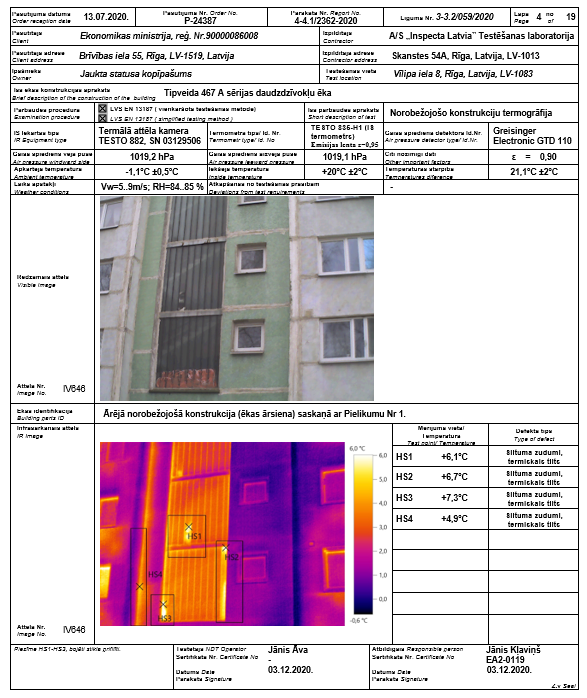 Pasūtījuma datums 13.07.2020. Pasūtījuma Nr. Order No. Parakstа Nr. Report No. Līguma Nr. 3-3.2/059/2020 Lapa 4 no 19
Order reception date P-24387 4-4.1/2362-2020 Page of
Pasūtītājs Ekonomikas ministrija, reģ. Nr.90000086008 Izpildītājs A/S „Inspecta Latvia” Testēšanas laboratorija
Client Contractor
Pasūtītāja adrese Brīvības iela 55, Rīga, LV-1519, Latvija Izpildītāja adrese Skanstes 54A, Rīga, Latvija, LV-1013
Client address Contractor address
Īpašnieks Jaukta statusa kopīpašums Testēšanas vieta Vilpa iela 8, Rīga, Latvija, LV-1083
Owner Test location
Īss ēkas konstrukcijas apraksts Tipveida 467 A sērijas daudzdzīvokļu ēka
Brief description of the construction of the building
Pārbaudes procedūra LVS EN 13187 ( vienkāršota testēšanas metode) Īss pārbaudes apraksts Norobežojošo konstrukciju termogrāfija
Examination procedure LVS EN 13187 ( simplified testing method ) Short description of test
IS iekārtas tips Termālā attēla kamera Termometra tips/ Id. Nr. TESTO 835-H1 (IS termometrs) Gaisa spiediena detektora Id.Nr. Greisinger
IR Equipment type TESTO 882, SN 03129506 Termometr type/ Id. No Emisijas lenta ε=0,95 Air pressure detector type/ Id.Nr. Electronic GTD 110
Gaisa spiediens vēja pusē 1019,2 hPa Gaisa spiediens aizvēja pusē 1019,1 hPa Citi nozīmīgi dati ε = 0,90
Air pressure windward side Air pressure leeward pressure Other important factors
Apkārtējā temperatūra -1,1°C ±0,5°C Iekšējā temperatūra +20°C ±2°C Temperatūras starpība 21,1°C ±2°C
Ambient temperature Inside temperature Temperatures diference
Laika apstākļi Vw=5..9m/s; RH=84..85 % Atkāpšanās no testēšanas prasībām -
Weather conditions Deviations from test requirements
Redzamais attēls
Visible image
Attēla Nr. IV646
Image No.
Ēkas identifikācija Ārējā norobežojošā konstrukcija (ēkas ārsiena) saskaņā ar Pielikumu Nr 1.
Building parts ID
Infrasarkanais attēls Mērījuma vieta/ Defekta tips
IR image Temperatūra Type of defect
Test point/ Temperature
6.0 °C
6,0
5,0
4,0
3,0
2,0
1,0
0,0
-0,6 °C
HS1
HS2
HS4
HS3
HS1 +6,1°C Siltuma zudumi, termiskais tilts
HS2 +6,7°C Siltuma zudumi, termiskais tilts
HS3 +7,3°C Siltuma zudumi, termiskais tilts
HS4 +4,9°C Siltuma zudumi, termiskais tilts
Attēla Nr. IV646
Image No.
Piezīme HS1-HS3, bojāti stikla profilīti. Testētājs NDT Operator Jānis Āva Atbildīgais Responsible person Jānis Kļaviņš
Sertifikāta Nr. Certificate No - Sertifikāta Nr. Certificate No EA2-0119
Datums Date 03.12.2020. Datums Date 03.12.2020.
Paraksts Signature Paraksts Signature
Z.v. Seal